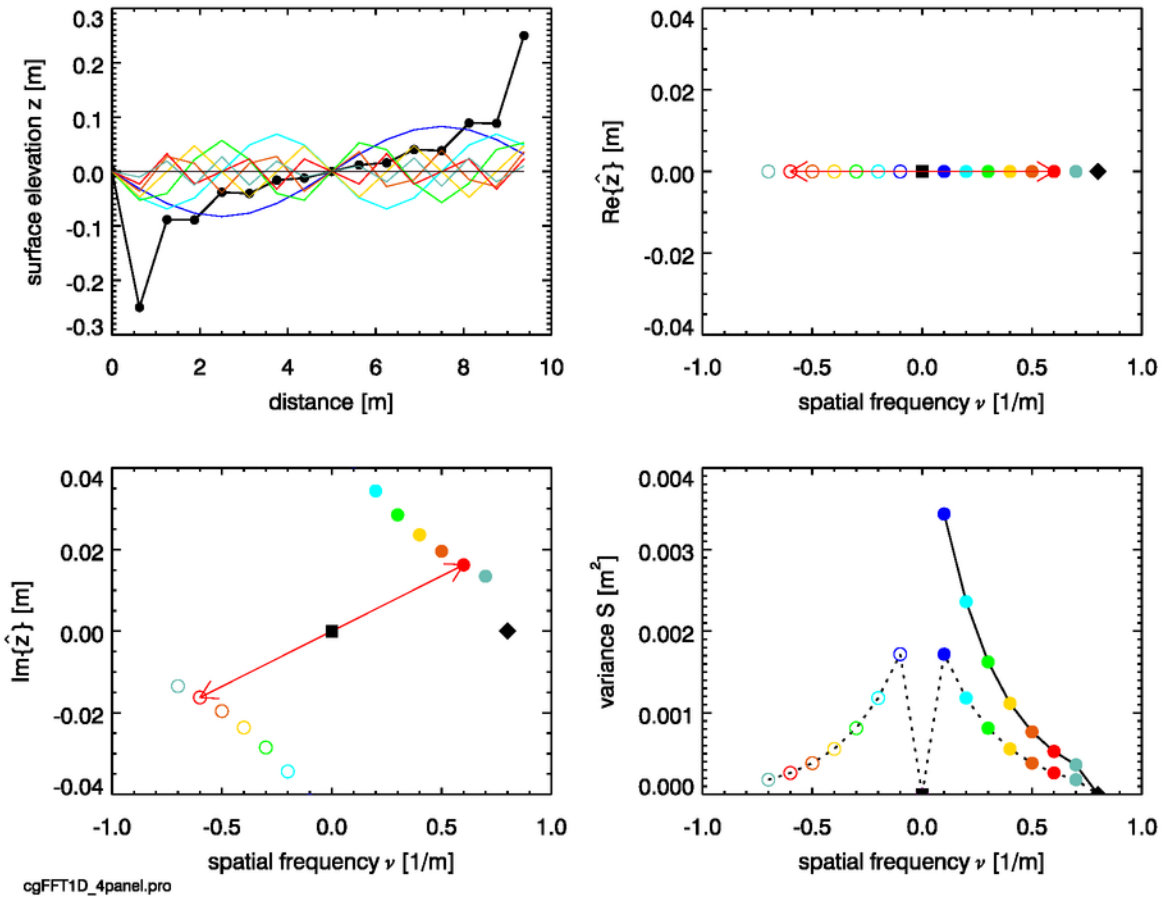 0.3
0.2
0.1
0.0
-0.1
-0.2
-0.3
surface elevation z [m]
0 2 4 6 8 10
distance [m]
0.04
0.02
0.00
-0.02
-0.04
Re{ẑ} [m]
-1.0 -0.5 0.0 0.5 1.0
spatial frequency ν [1/m]
0.04
0.02
0.00
-0.02
-0.04
Im{ẑ} [m]
-1.0 -0.5 0.0 0.5 1.0
spatial frequency ν [1/m]
0.004
0.003
0.002
0.001
0.000
variance S [m²]
-1.0 -0.5 0.0 0.5 1.0
spatial frequency ν [1/m]
cgFFT1D_4panel.pro